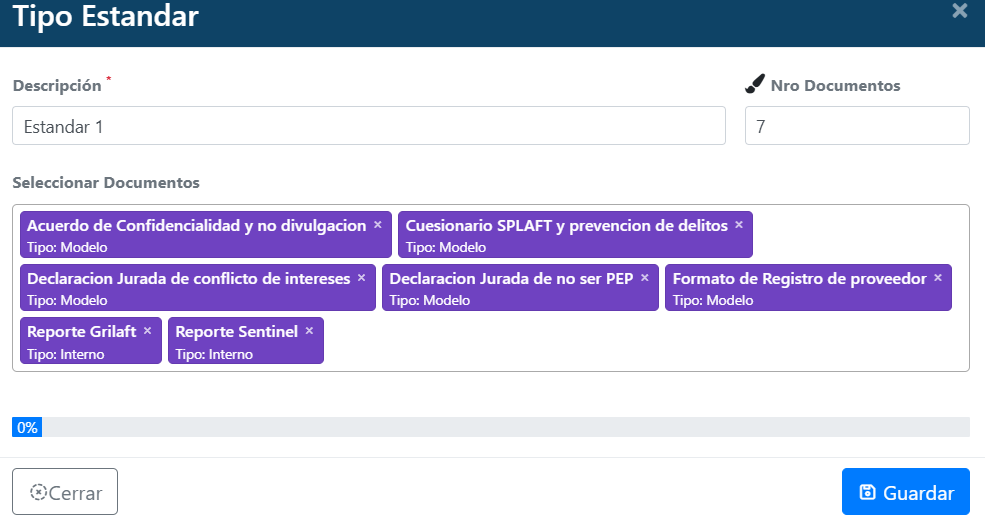 Tipo Estandar ×
Descripción * Nro Documentos
Estandar 1 7
Seleccionar Documentos
Acuerdo de Confidencialidad y no divulgacion × Cuesionario SPLAFT y prevencion de delitos ×
Tipo: Modelo Tipo: Modelo
Declaracion Jurada de conflicto de intereses × Declaracion Jurada de no ser PEP × Formato de Registro de proveedor ×
Tipo: Modelo Tipo: Modelo Tipo: Modelo
Reporte Grilaft × Reporte Sentinel ×
Tipo: Interno Tipo: Interno
0%
Cerrar Guardar